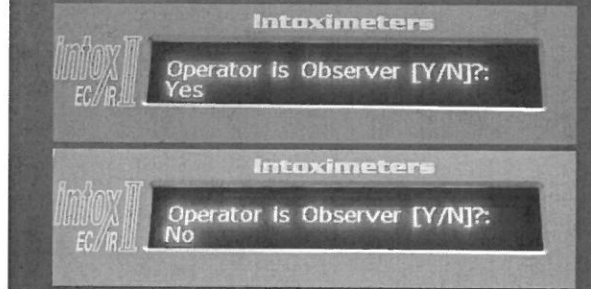 Intoximeters
intox II
EC/IR
Operator is Observer [Y/N]?:
Yes
Intoximeters
intox II
EC/IR
Operator is Observer [Y/N]?:
No